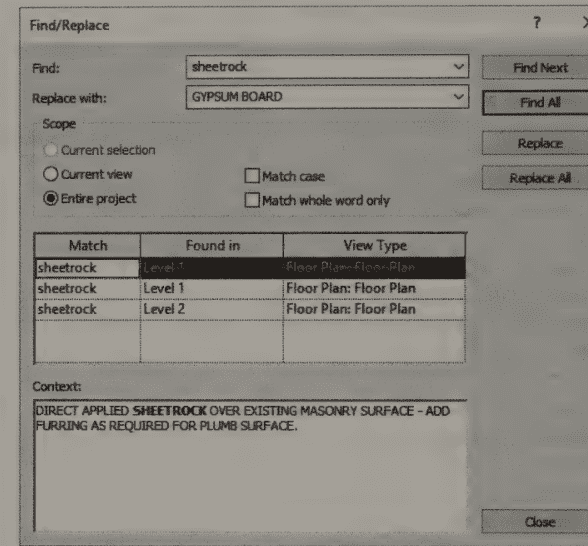 Find/Replace ?
Find: sheetrock Find Next
Replace with: GYPSUM BOARD Find All
Scope
Current selection Replace
Current view Match case Replace All
Entire project Match whole word only
Match Found in View Type
sheetrock Level 1 Floor Plan: Floor Plan
sheetrock Level 1 Floor Plan: Floor Plan
sheetrock Level 2 Floor Plan: Floor Plan
Context:
DIRECT APPLIED SHEETROCK OVER EXISTING MASONRY SURFACE - ADD
FURRING AS REQUIRED FOR PLUMB SURFACE.
Close